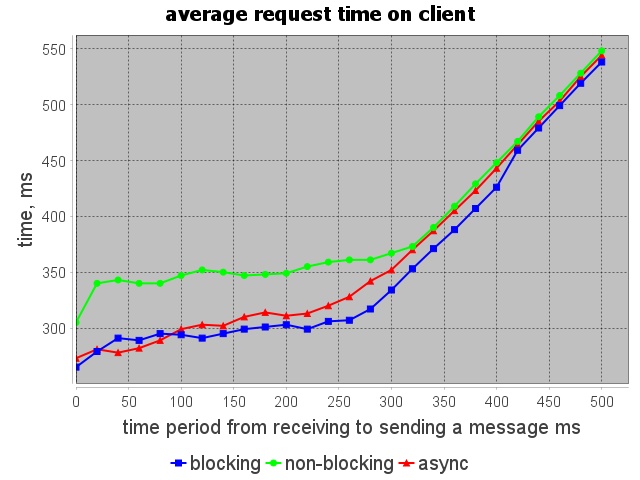 average request time on client
time, ms
550
500
450
400
350
300
0 50 100 150 200 250 300 350 400 450 500
time period from receiving to sending a message ms
blocking non-blocking async